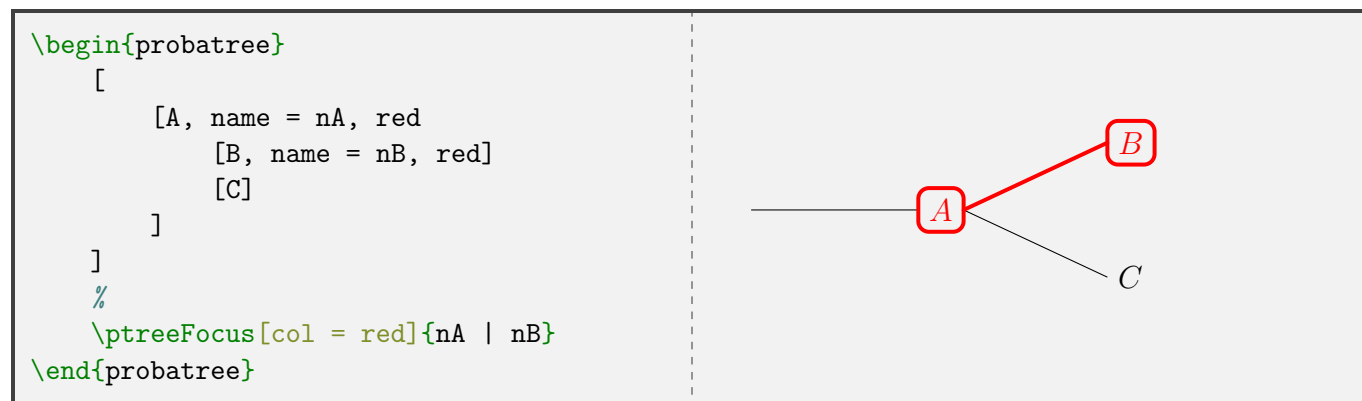 \begin{probatree}
    [
        [A, name = nA, red
            [B, name = nB, red]
            [C]
        ]
    ]
    %
    \ptreeFocus[col = red]{nA | nB}
\end{probatree}
B
A
C